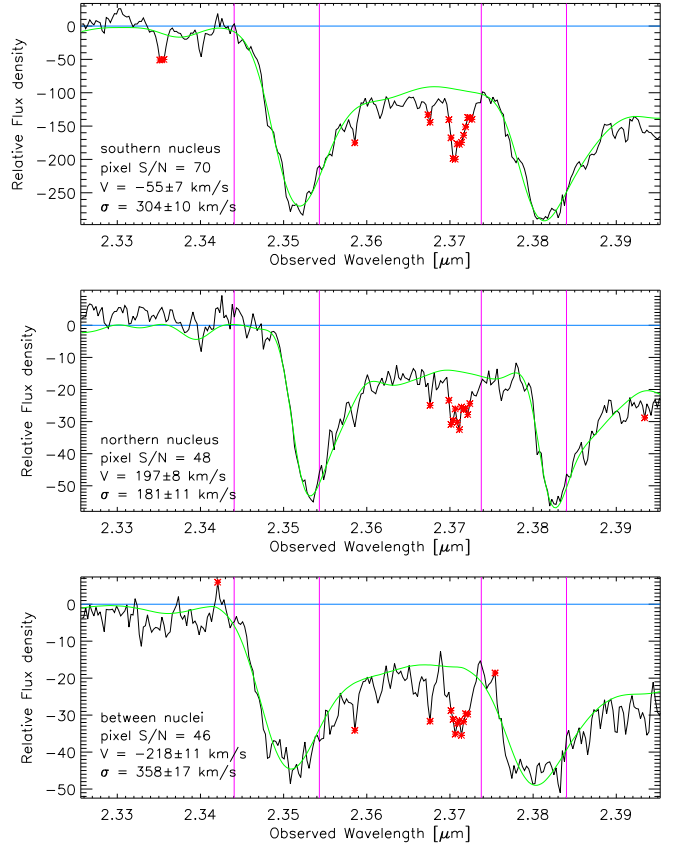 0
−50
−100
−150
−200
−250
Relative Flux density
southern nucleus
pixel S/N = 70
V = −55±7 km/s
σ = 304±10 km/s
2.33 2.34 2.35 2.36 2.37 2.38 2.39
Observed Wavelength [μm]
0
−10
−20
−30
−40
−50
Relative Flux density
northern nucleus
pixel S/N = 48
V = 197±8 km/s
σ = 181±11 km/s
2.33 2.34 2.35 2.36 2.37 2.38 2.39
Observed Wavelength [μm]
0
−10
−20
−30
−40
−50
Relative Flux density
between nuclei
pixel S/N = 46
V = −218±11 km/s
σ = 358±17 km/s
2.33 2.34 2.35 2.36 2.37 2.38 2.39
Observed Wavelength [μm]